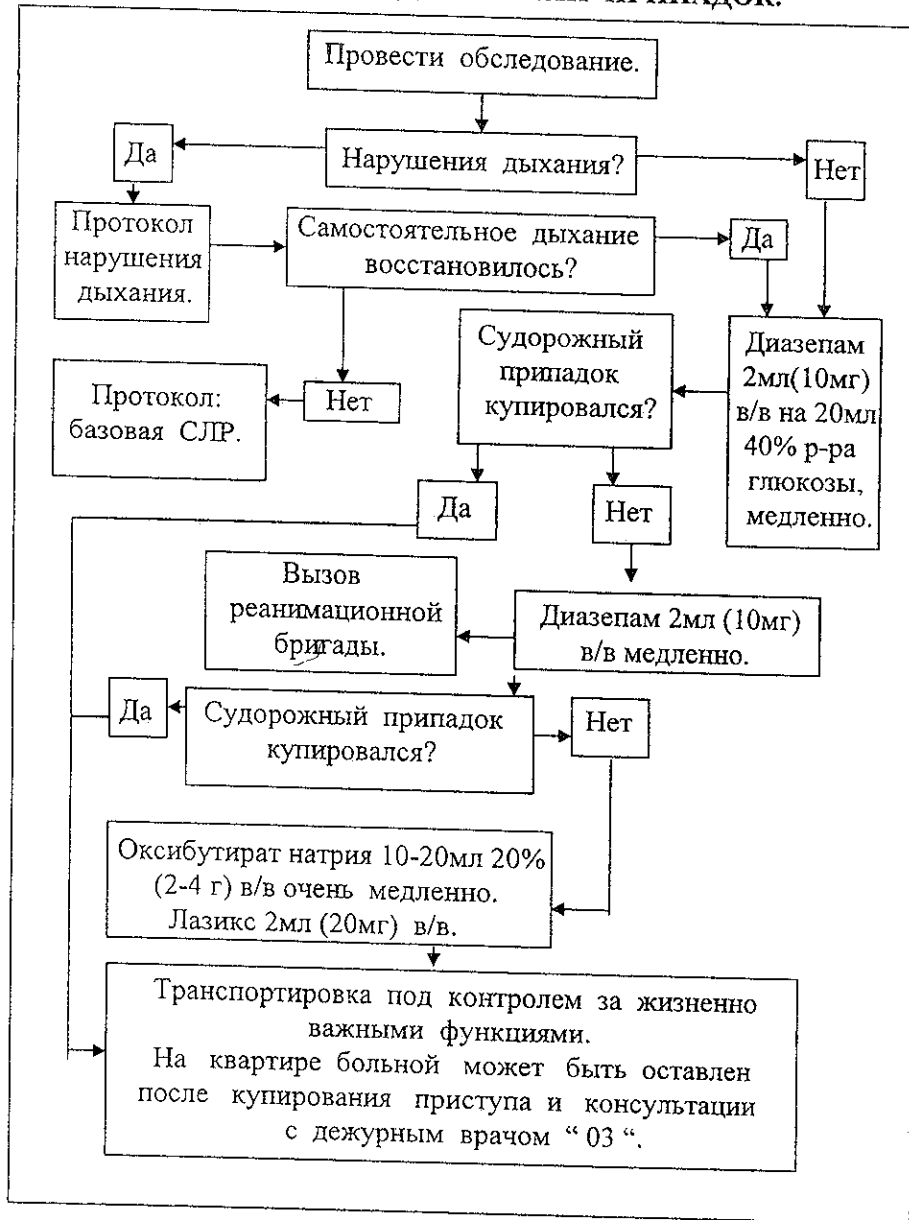 ПРИПАДОК.
Провести обследование.
Да
Нарушения дыхания?
Нет
Протокол
нарушения
дыхания.
Самостоятельное дыхание
восстановилось?
Да
Судорожный
припадок
купировался?
Диазепам
2мл(10мг)
в/в на 20мл
40% р-ра
глюкозы,
медленно.
Протокол:
базовая СЛР.
Нет
Да
Нет
Вызов
реанимационной
бригады.
Диазепам 2мл (10мг)
в/в медленно.
Да
Судорожный припадок
купировался?
Нет
Оксибутират натрия 10-20мл 20%
(2-4 г) в/в очень медленно.
Лазикс 2мл (20мг) в/в.
Транспортировка под контролем за жизненно
важными функциями.
На квартире больной может быть оставлен
после купирования приступа и консультации
с дежурным врачом “ 03 “.